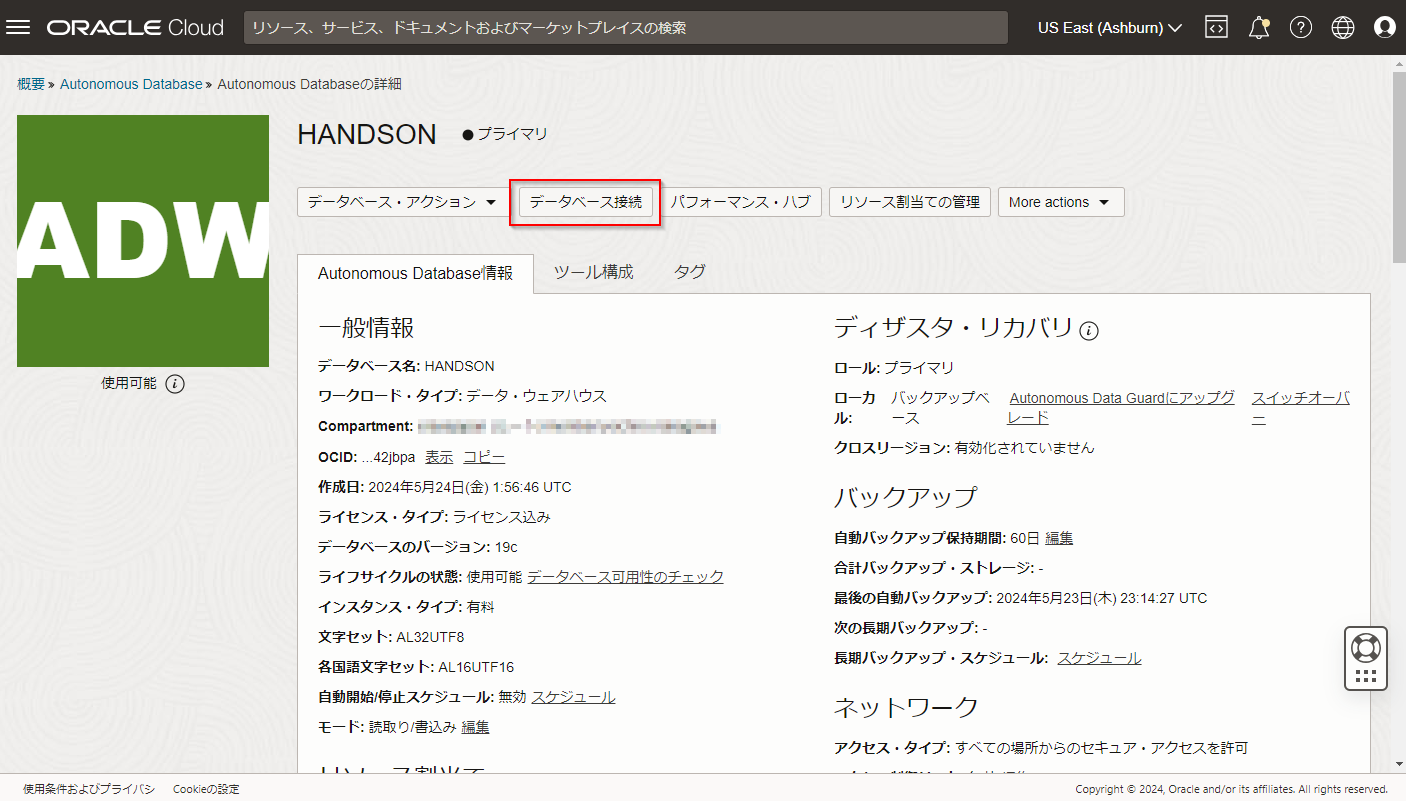 ORACLE Cloud
リソース、サービス、ドキュメントおよびマーケットプレイスの検索
US East (Ashburn)
概要 » Autonomous Database » Autonomous Databaseの詳細
ADW
使用可能
HANDSON
プライマリ
データベース・アクション
データベース接続
パフォーマンス・ハブ
リソース割当ての管理
More actions
Autonomous Database情報
ツール構成
タグ
一般情報
データベース名: HANDSON
ワークロード・タイプ: データ・ウェアハウス
Compartment:
OCID: ...42jbpa 表示 コピー
作成日: 2024年5月24日(金) 1:56:46 UTC
ライセンス・タイプ: ライセンス込み
データベースのバージョン: 19c
ライフサイクルの状態: 使用可能 データベース可用性のチェック
インスタンス・タイプ: 有料
文字セット: AL32UTF8
各国語文字セット: AL16UTF16
自動開始/停止スケジュール: 無効 スケジュール
モード: 読取り/書込み 編集
ディザスタ・リカバリ
ロール: プライマリ
ローカル: バックアップベース Autonomous Data Guardにアップグレード スイッチオーバー
クロスリージョン: 有効化されていません
バックアップ
自動バックアップ保持期間: 60日 編集
合計バックアップ・ストレージ: -
最後の自動バックアップ: 2024年5月23日(木) 23:14:27 UTC
次の長期バックアップ: -
長期バックアップ・スケジュール: スケジュール
ネットワーク
アクセス・タイプ: すべての場所からのセキュア・アクセスを許可
使用条件およびプライバシ
Cookieの設定
Copyright © 2024, Oracle and/or its affiliates. All rights reserved.